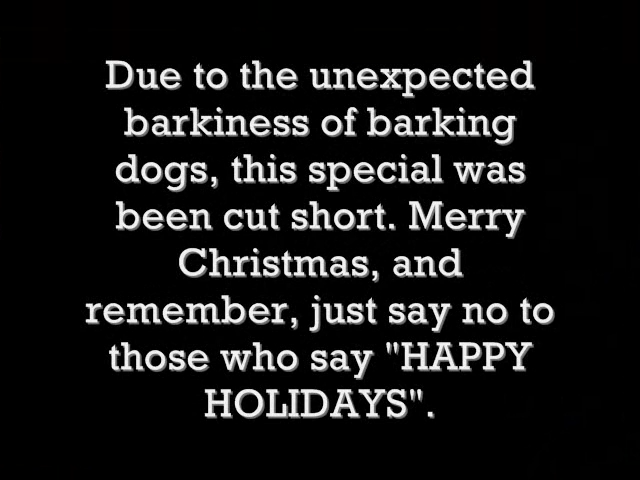 Due to the unexpected
barkiness of barking
dogs, this special was
been cut short. Merry
Christmas, and
remember, just say no to
those who say "HAPPY
HOLIDAYS".